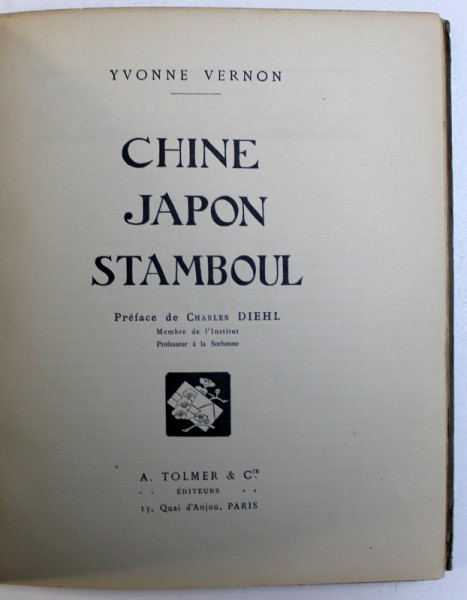 YVONNE VERNON
CHINE
JAPON
STAMBOUL
Préface de CHARLES DIEHL
Membre de l'Institut
Professeur à la Sorbonne
A. TOLMER & CIE
. . ÉDITEURS . .
13, Quai d'Anjou, PARIS